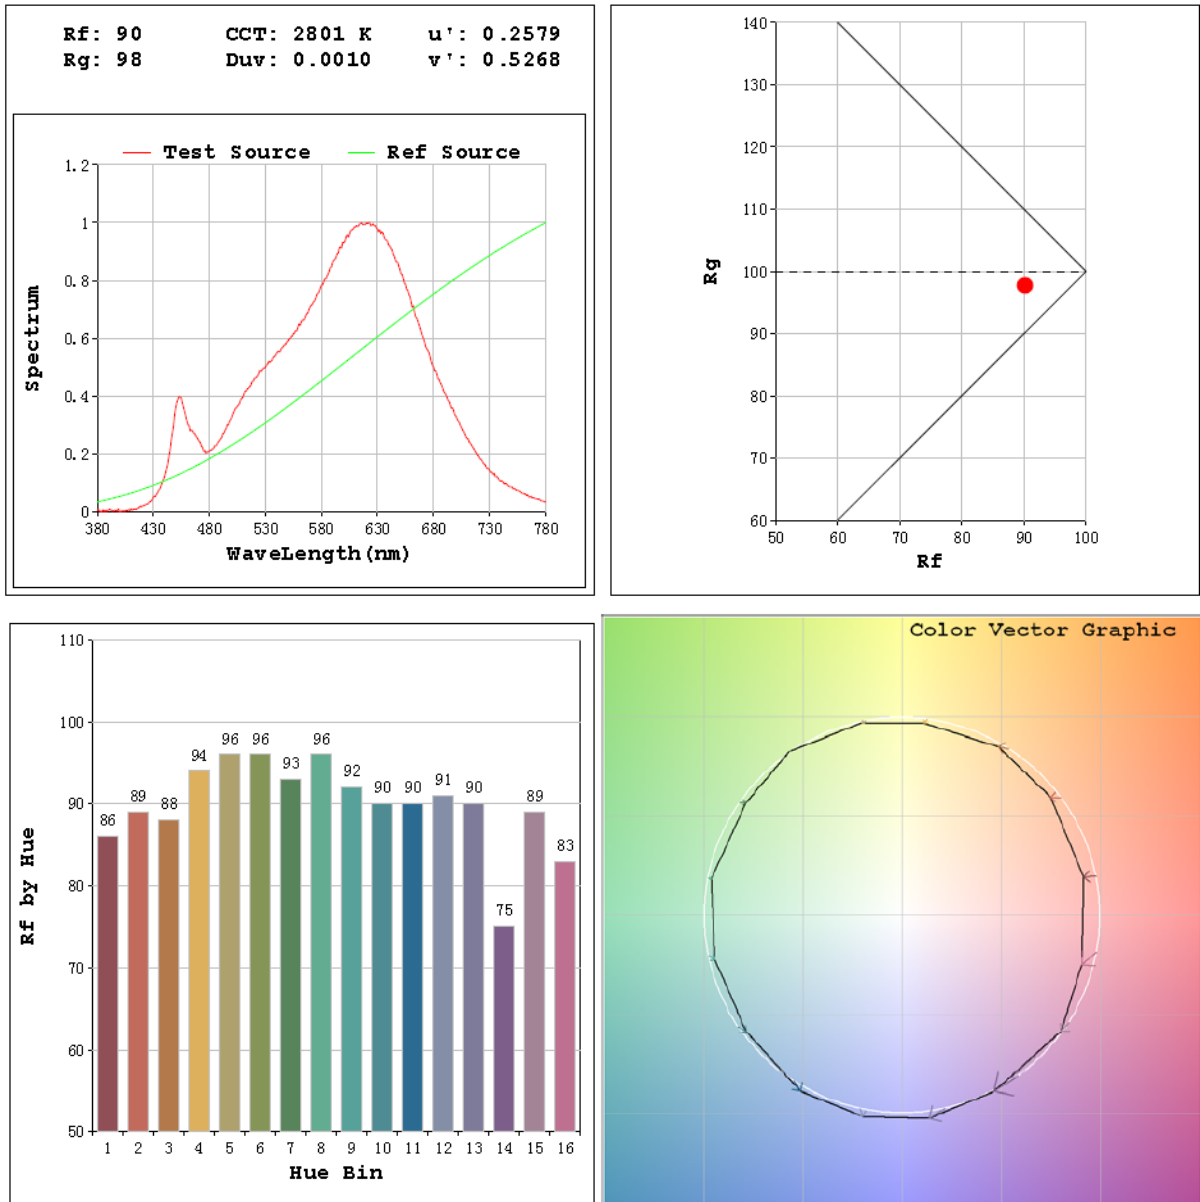 Rf: 90 CCT: 2801 K u': 0.2579
Rg: 98 Duv: 0.0010 v': 0.5268
Test Source Ref Source
1.2
1
0.8
0.6
0.4
0.2
0
Spectrum
380 430 480 530 580 630 680 730 780
WaveLength(nm)
140
130
120
110
100
90
80
70
60
Rg
50 60 70 80 90 100
Rf
110
100
90
80
70
60
50
Rf by Hue
86 89 88 94 96 96 93 96 92 90 90 91 90 75 89 83
1 2 3 4 5 6 7 8 9 10 11 12 13 14 15 16
Hue Bin
Color Vector Graphic